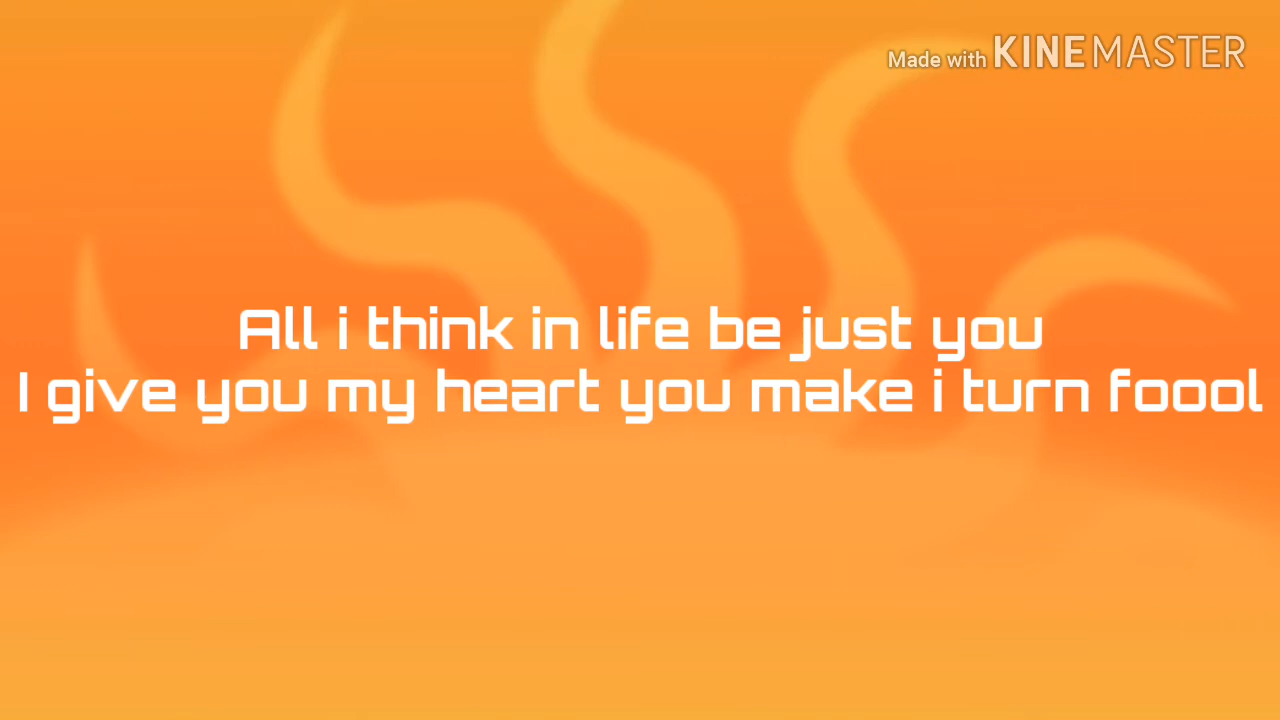 Made with KINEMASTER
All i think in life be just you
I give you my heart you make i turn foool